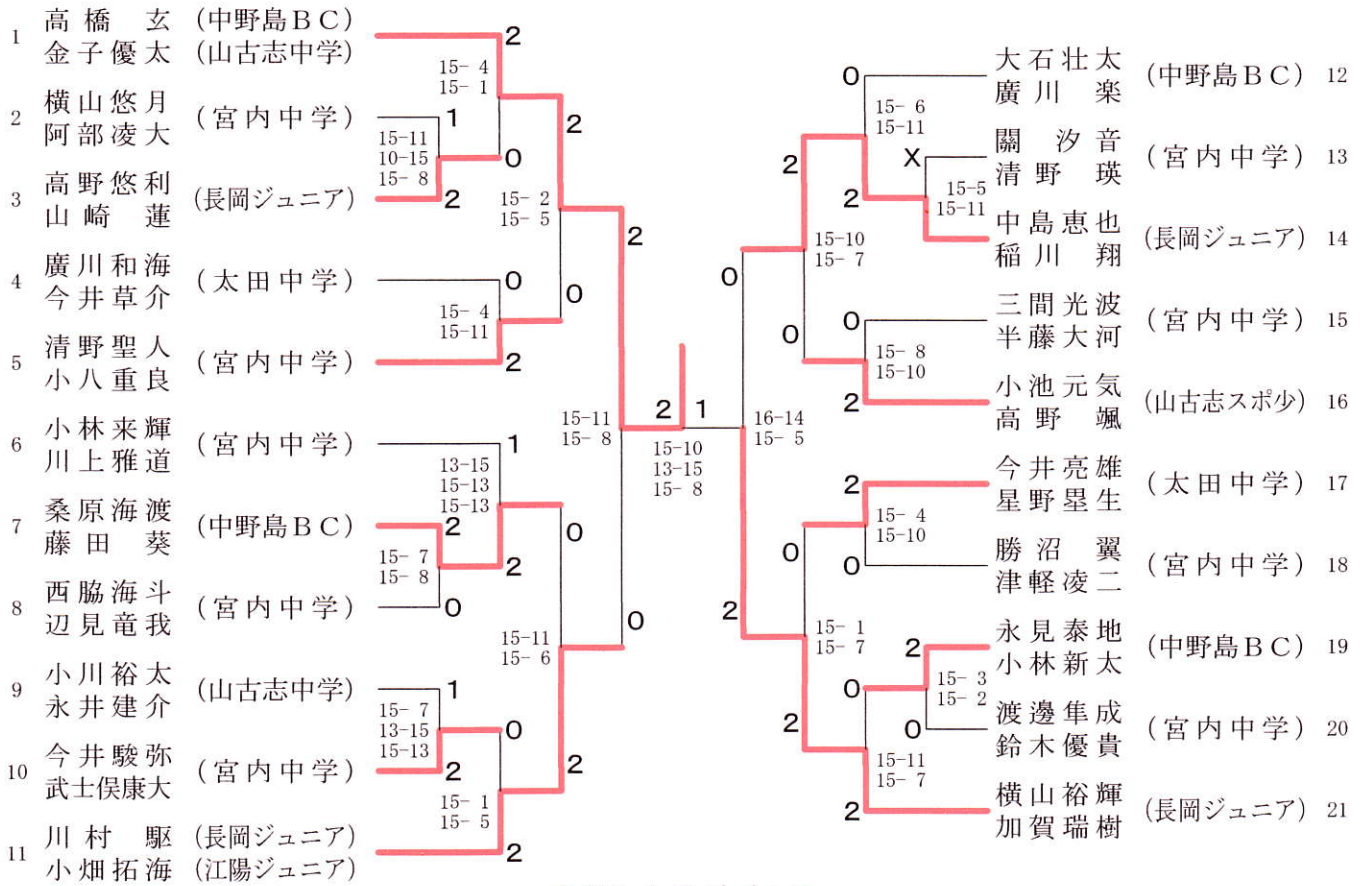 1 高橋 玄 (中野島BC)
金子優太 (山古志中学)
2
15- 4
15- 1
2 横山悠月
阿部凌大 (宮内中学)
1
15-11
10-15
15- 8
0
2
3 高野悠利
山崎 蓮 (長岡ジュニア)
2
15- 2
15- 5
2
4 廣川和海
今井草介 (太田中学)
0
15- 4
15-11
0
5 清野聖人
小八重良 (宮内中学)
2
15-11
15- 8
6 小林来輝
川上雅道 (宮内中学)
1
13-15
15-13
15-13
7 桑原海渡
藤田 葵 (中野島BC)
2
15- 7
15- 8
2
0
8 西脇海斗
辺見竜我 (宮内中学)
0
15-11
15- 6
0
9 小川裕太
永井建介 (山古志中学)
1
15- 7
13-15
15-13
0
10 今井駿弥
武士俣康大 (宮内中学)
2
15- 1
15- 5
2
11 川村 駆 (長岡ジュニア)
小畑拓海 (江陽ジュニア)
2
2 1
15-10
13-15
15- 8
大石壮太
廣川 楽 (中野島BC) 12
0
15- 6
15-11
關 汐音
清野 瑛 (宮内中学) 13
X
15-5
15-11
2
2
中島恵也
稲川 翔 (長岡ジュニア) 14
15-10
15- 7
0
三間光波
半藤大河 (宮内中学) 15
0
15- 8
15-10
0
小池元気
高野 颯 (山古志スポ少) 16
2
16-14
15- 5
今井亮雄
星野塁生 (太田中学) 17
2
15- 4
15-10
0
勝沼 翼
津軽凌二 (宮内中学) 18
0
2
15- 1
15- 7
永見泰地
小林新太 (中野島BC) 19
2
15- 3
15- 2
0
渡邊隼成
鈴木優貴 (宮内中学) 20
0
2
15-11
15- 7
横山裕輝
加賀瑞樹 (長岡ジュニア) 21
2